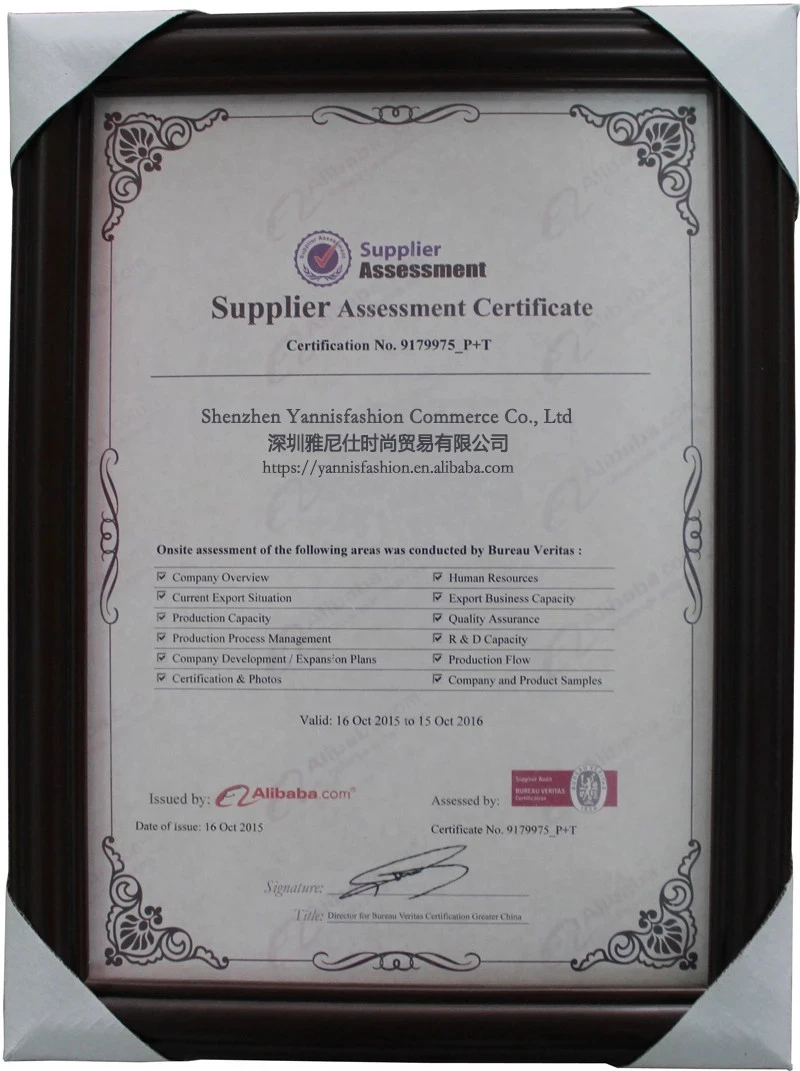 Supplier Assessment
Supplier
Assessment
Supplier Assessment Certificate
Certification No. 9179975_P+T
Shenzhen Yannisfashion Commerce Co., Ltd
深圳雅尼仕时尚贸易有限公司
https://yannisfashion.en.alibaba.com
Onsite assessment of the following areas was conducted by Bureau Veritas :
Company Overview Human Resources
Current Export Situation Export Business Capacity
Production Capacity Quality Assurance
Production Process Management R & D Capacity
Company Development / Expansion Plans Production Flow
Certification & Photos Company and Product Samples
Valid: 16 Oct 2015 to 15 Oct 2016
Issued by: Alibaba.com®
Assessed by:
BUREAU VERITAS
Certification
Date of issue: 16 Oct 2015
Certificate No. 9179975_P+T
Signature:
Title: Director for Bureau Veritas Certification Greater China